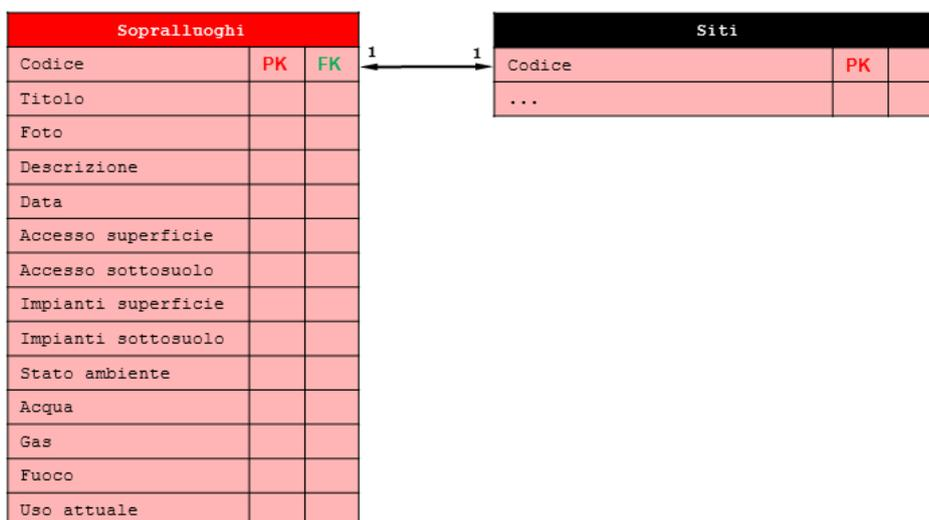 Sopralluoghi
Codice PK FK
Titolo
Foto
Descrizione
Data
Accesso superficie
Accesso sottosuolo
Impianti superficie
Impianti sottosuolo
Stato ambiente
Acqua
Gas
Fuoco
Uso attuale
1 1
Siti
Codice PK
...